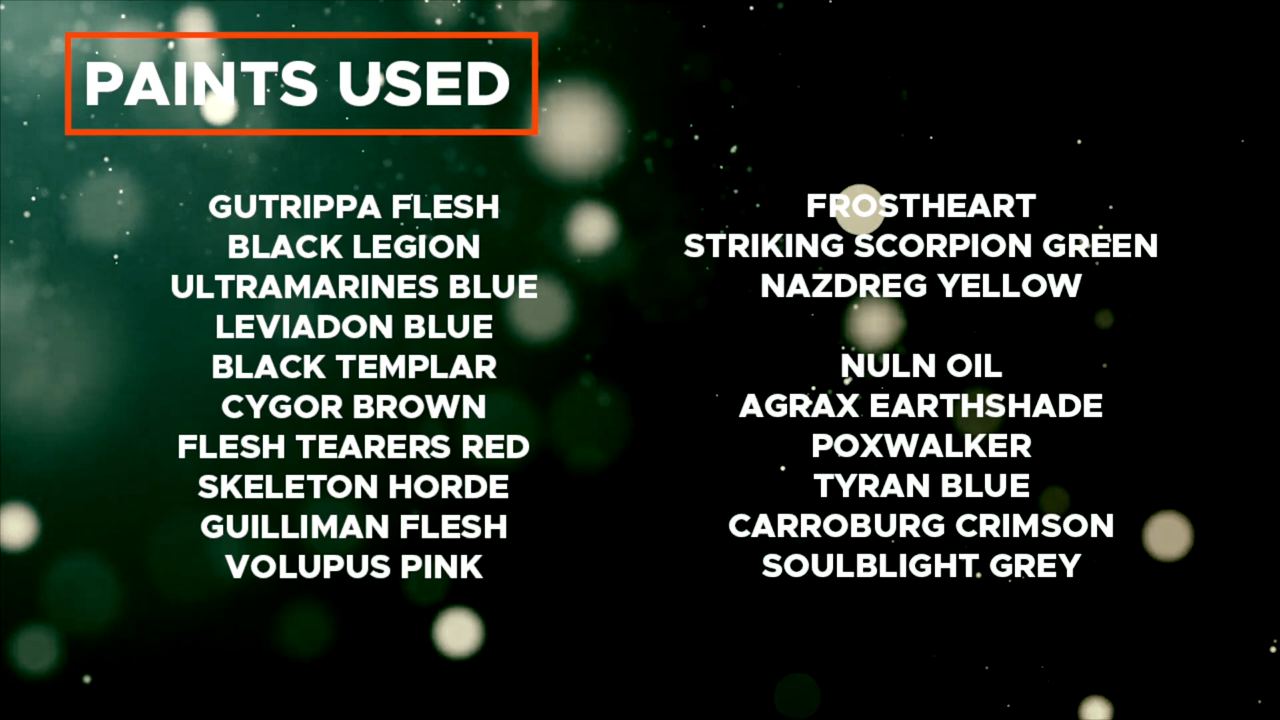 PAINTS USED
GUTRIPPA FLESH
BLACK LEGION
ULTRAMARINES BLUE
LEVIADON BLUE
BLACK TEMPLAR
CYGOR BROWN
FLESH TEARERS RED
SKELETON HORDE
GUILLIMAN FLESH
VOLUPUS PINK
FROSTHEART
STRIKING SCORPION GREEN
NAZDREG YELLOW
NULN OIL
AGRAX EARTHSHADE
POXWALKER
TYRAN BLUE
CARROBURG CRIMSON
SOULBLIGHT GREY